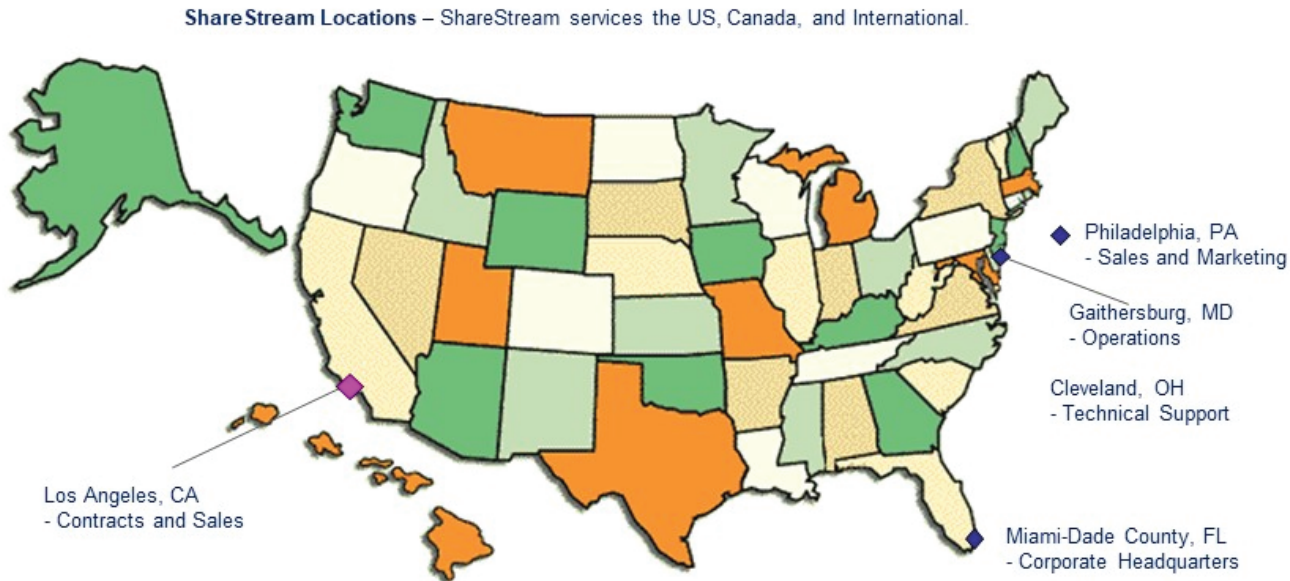 ShareStream Locations – ShareStream services the US, Canada, and International.
Philadelphia, PA
- Sales and Marketing
Gaithersburg, MD
- Operations
Cleveland, OH
- Technical Support
Los Angeles, CA
- Contracts and Sales
Miami-Dade County, FL
- Corporate Headquarters